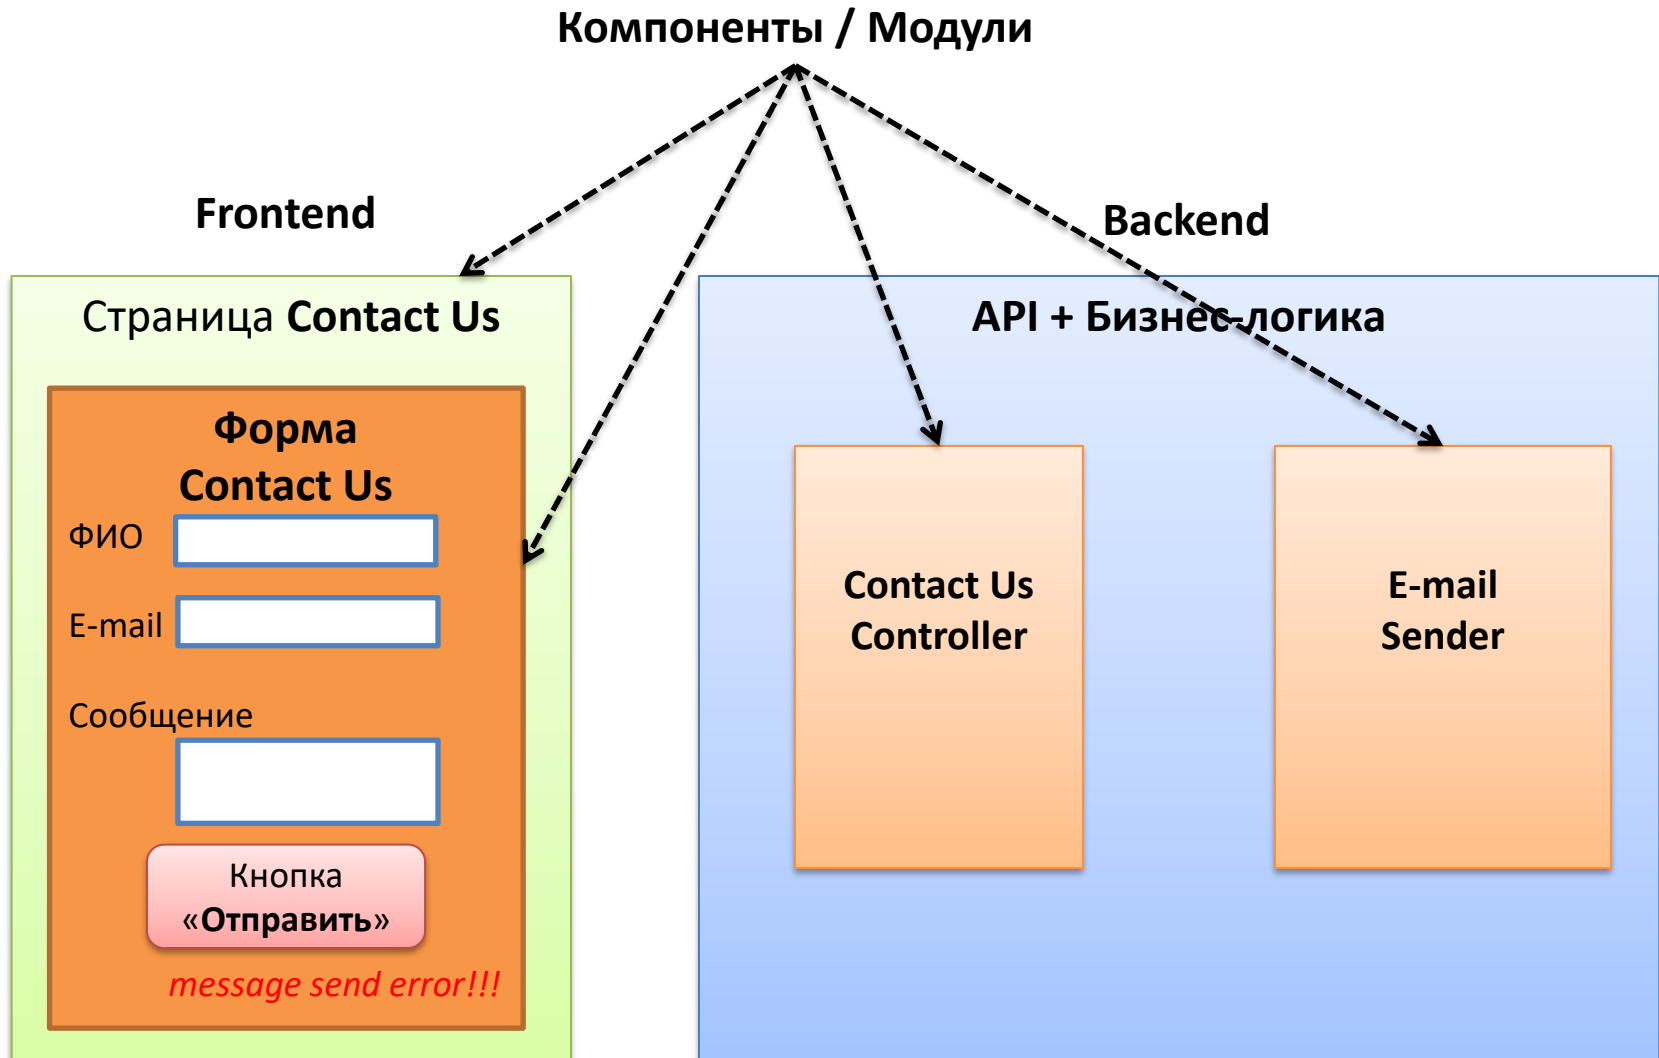 Компоненты / Модули
Frontend
Backend
Страница Contact Us
Форма
Contact Us
ФИО
E-mail
Сообщение
Кнопка
«Отправить»
message send error!!!
API + Бизнес-логика
Contact Us
Controller
E-mail
Sender